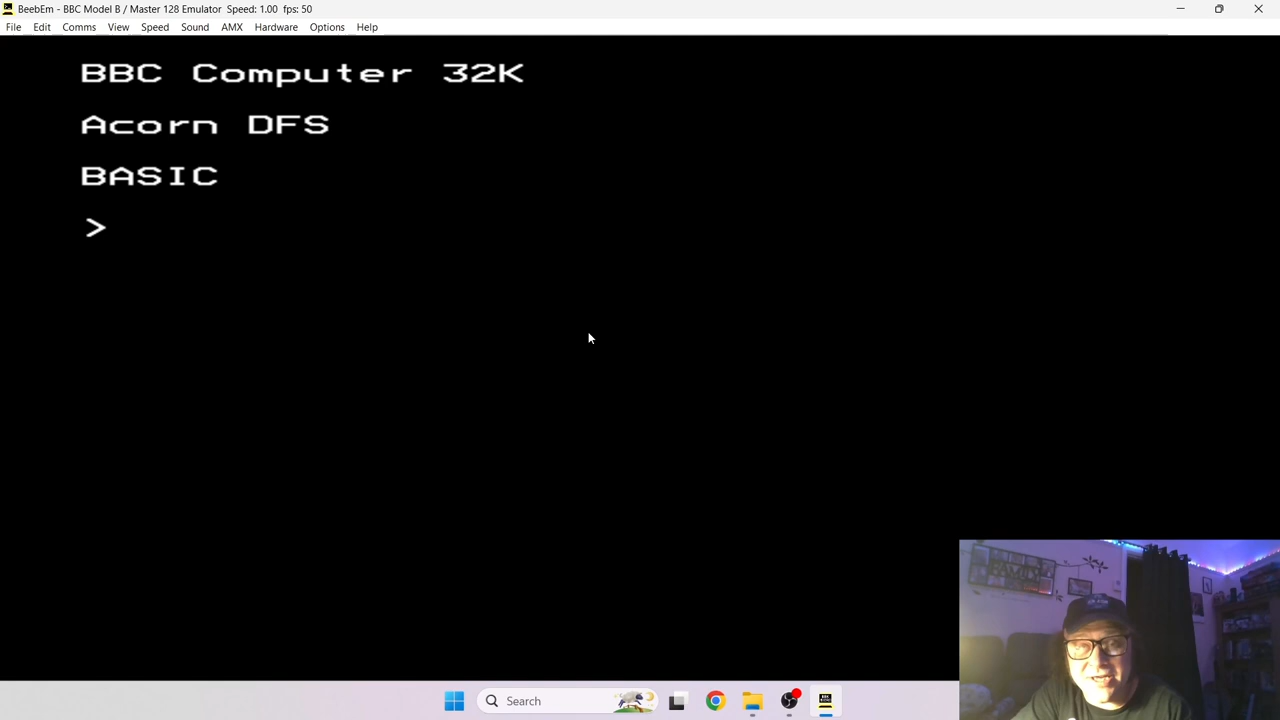 BeebEm - BBC Model B / Master 128 Emulator Speed: 1.00 fps: 50
File Edit Comms View Speed Sound AMX Hardware Options Help
BBC Computer 32K
Acorn DFS
BASIC
>
FAMILY
Search